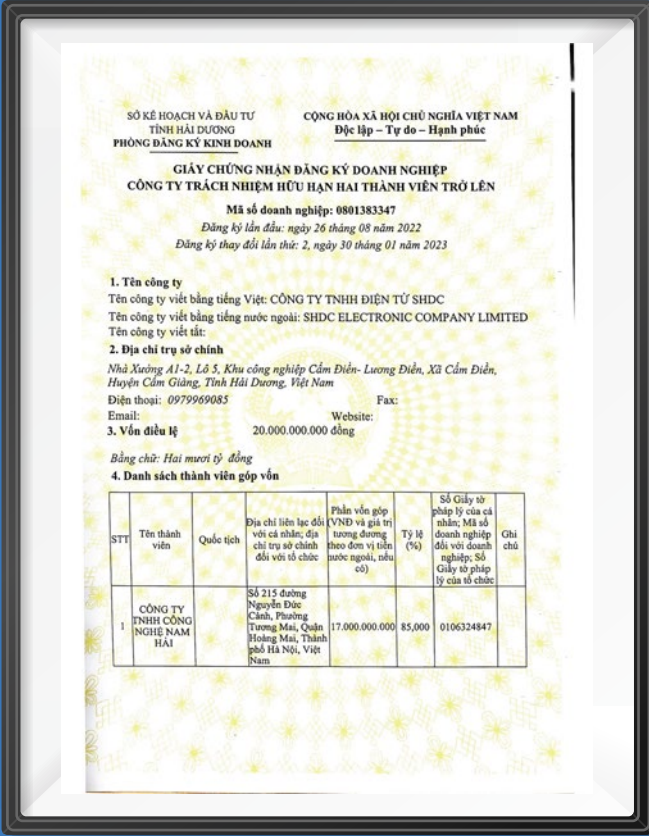 SỞ KẾ HOẠCH VÀ ĐẦU TƯ
TỈNH HẢI DƯƠNG
PHÒNG ĐĂNG KÝ KINH DOANH
CỘNG HÒA XÃ HỘI CHỦ NGHĨA VIỆT NAM
Độc lập – Tự do – Hạnh phúc
GIẤY CHỨNG NHẬN ĐĂNG KÝ DOANH NGHIỆP
CÔNG TY TRÁCH NHIỆM HỮU HẠN HAI THÀNH VIÊN TRỞ LÊN
Mã số doanh nghiệp: 0801383347
Đăng ký lần đầu: ngày 26 tháng 08 năm 2022
Đăng ký thay đổi lần thứ: 2, ngày 30 tháng 01 năm 2023
1. Tên công ty
Tên công ty viết bằng tiếng Việt: CÔNG TY TNHH ĐIỆN TỬ SHDC
Tên công ty viết bằng tiếng nước ngoài: SHDC ELECTRONIC COMPANY LIMITED
Tên công ty viết tắt:
2. Địa chỉ trụ sở chính
Nhà Xưởng A1-2, Lô 5, Khu công nghiệp Cẩm Điền- Lương Điền, Xã Cẩm Điền,
Huyện Cẩm Giàng, Tỉnh Hải Dương, Việt Nam
Điện thoại: 0979969085 Fax:
Email: Website:
3. Vốn điều lệ 20.000.000.000 đồng
Bằng chữ: Hai mươi tỷ đồng
4. Danh sách thành viên góp vốn
STT
Tên thành
viên
Quốc tịch
Địa chỉ liên lạc đối
với cá nhân; địa
chỉ trụ sở chính
đối với tổ chức
Phần vốn góp
(VNĐ và giá trị
tương đương
theo đơn vị tiền
nước ngoài, nếu
có)
Tỷ lệ
(%)
Số Giấy tờ
pháp lý của cá
nhân; Mã số
doanh nghiệp
đối với doanh
nghiệp; Số
Giấy tờ pháp
lý của tổ chức
Ghi
chú
1
CÔNG TY
TNHH CÔNG
NGHỆ NAM
HẢI
Số 215 đường
Nguyễn Đức
Cảnh, Phường
Tương Mai, Quận
Hoàng Mai, Thành
phố Hà Nội, Việt
Nam
17.000.000.000
85,000
0106324847